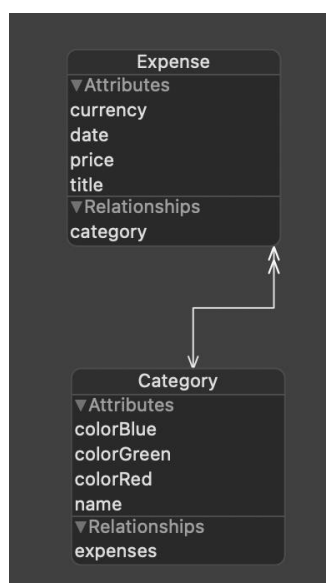 Expense
▼Attributes
currency
date
price
title
▼Relationships
category
Category
▼Attributes
colorBlue
colorGreen
colorRed
name
▼Relationships
expenses